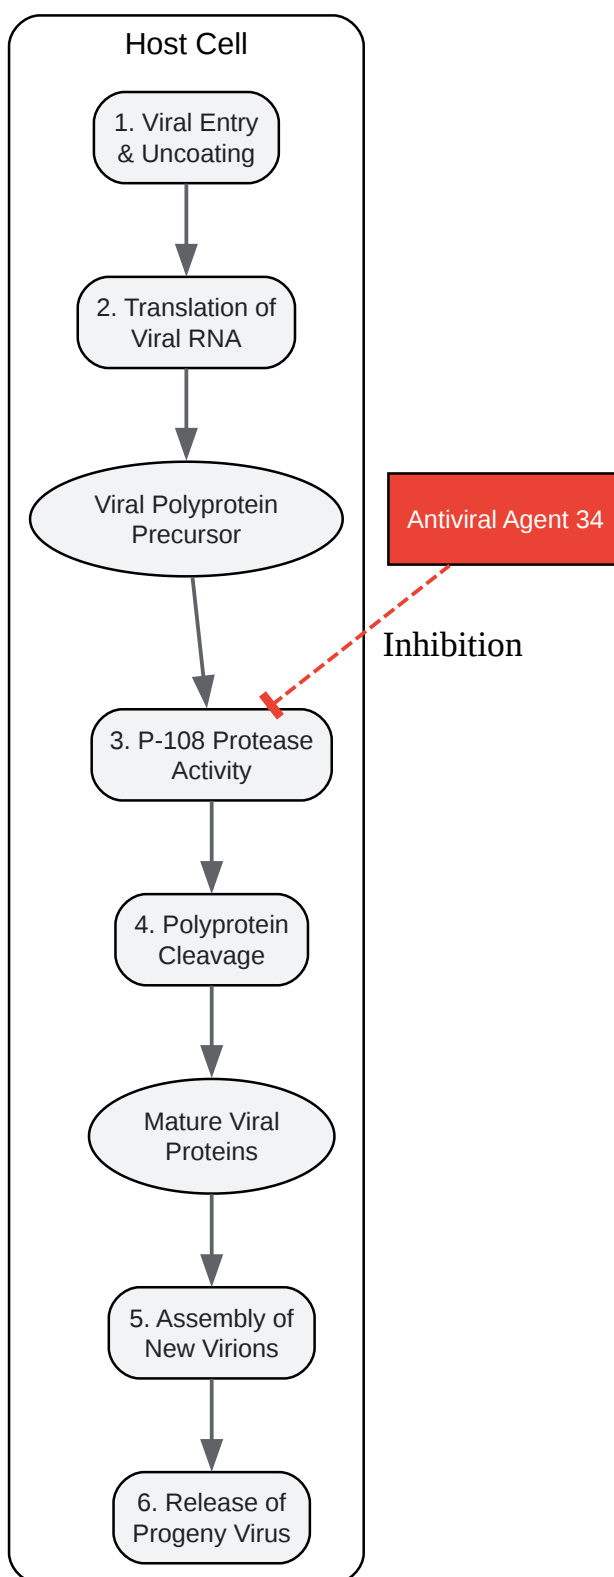 Host Cell
1. Viral Entry
& Uncoating
2. Translation of
Viral RNA
Viral Polyprotein
Precursor
Antiviral Agent 34
Inhibition
3. P-108 Protease
Activity
4. Polyprotein
Cleavage
Mature Viral
Proteins
5. Assembly of
New Virions
6. Release of
Progeny Virus